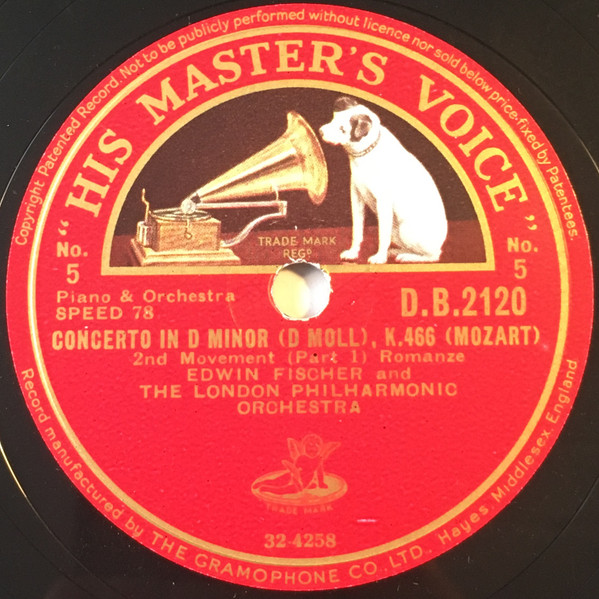 Copyright Patented Record. Not to be publicly performed without licence nor sold below price-fixed by Patentees.
"HIS MASTER'S VOICE"
TRADE MARK
REGD
No.
5
No.
5
Piano & Orchestra
SPEED 78
D.B.2120
CONCERTO IN D MINOR (D MOLL), K.466 (MOZART)
2nd Movement (Part 1) Romanze
EDWIN FISCHER and
THE LONDON PHILHARMONIC
ORCHESTRA
TRADE MARK
32-4258
Record manufactured by THE GRAMOPHONE CO., LTD., Hayes, Middlesex, England